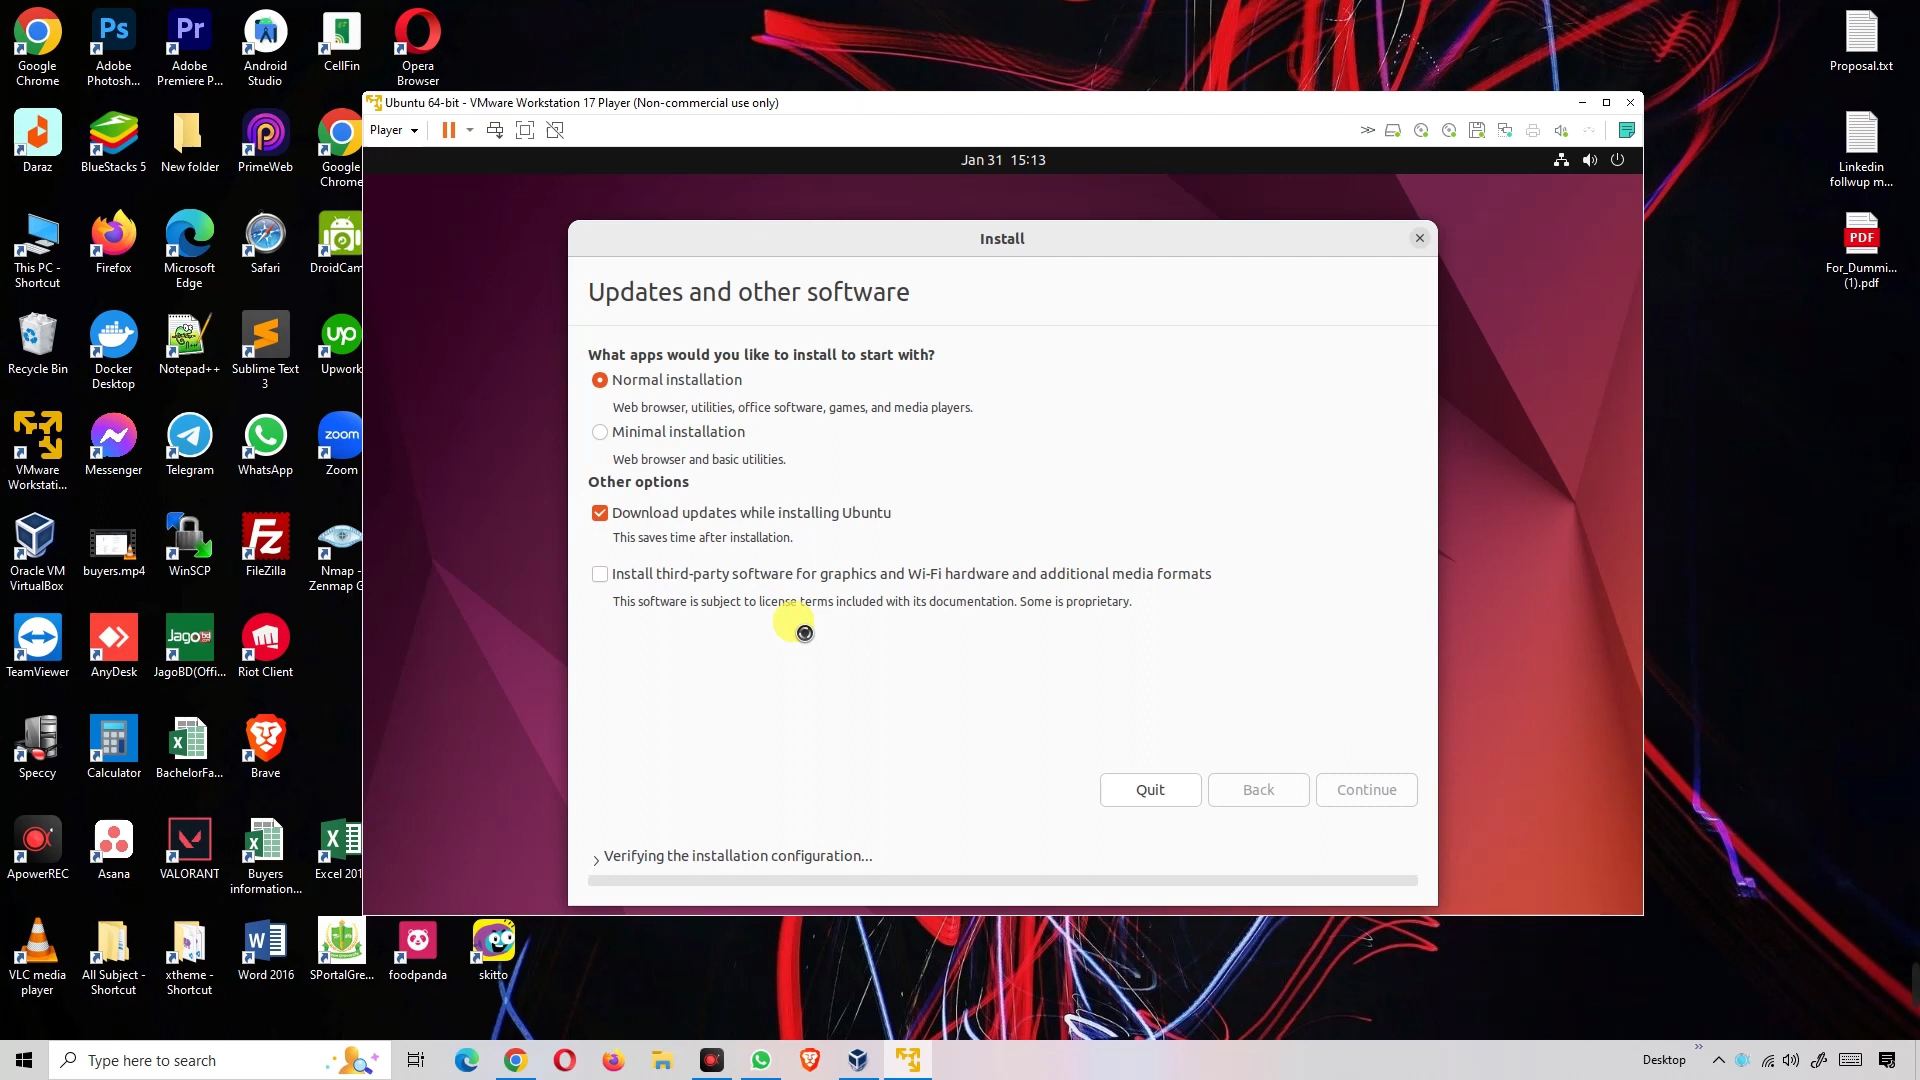 Google
Chrome
Ps
Adobe
Photosh...
Pr
Adobe
Premiere P...
Android
Studio
CellFin
Opera
Browser
Proposal.txt
Ubuntu 64-bit - VMware Workstation 17 Player (Non-commercial use only)
Player
Jan 31 15:13
Daraz
BlueStacks 5
New folder
PrimeWeb
Google
Chrome
Linkedin
follwup m...
Install
Updates and other software
This PC -
Shortcut
Firefox
Microsoft
Edge
Safari
DroidCam
PDF
For_Dummi...
(1).pdf
What apps would you like to install to start with?
Normal installation
Web browser, utilities, office software, games, and media players.
Minimal installation
Web browser and basic utilities.
Other options
Download updates while installing Ubuntu
This saves time after installation.
Install third-party software for graphics and Wi-Fi hardware and additional media formats
This software is subject to license terms included with its documentation. Some is proprietary.
Quit
Back
Continue
Verifying the installation configuration...
Recycle Bin
Docker
Desktop
Notepad++
Sublime Text
3
up
Upwork
VMware
Workstati...
Messenger
Telegram
WhatsApp
zoom
Zoom
Oracle VM
VirtualBox
buyers.mp4
WinSCP
Fz
FileZilla
Nmap -
Zenmap G
TeamViewer
AnyDesk
Jagobd
JagoBD(Offi...
Riot Client
Speccy
Calculator
BachelorFa...
Brave
ApowerREC
Asana
VALORANT
Buyers
informatior...
Excel 201
VLC media
player
All Subject -
Shortcut
xtheme -
Shortcut
Word 2016
SPortalGre...
foodpanda
skitto
Type here to search
Desktop